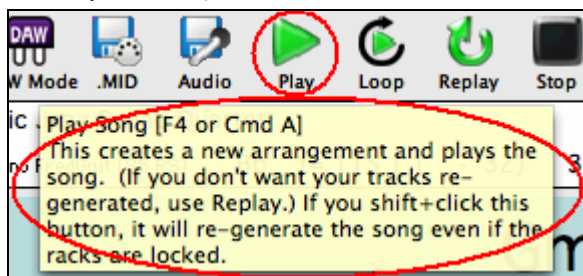 DAW
W Mode .MID Audio Play Loop Replay Stop
ic
Play Song [F4 or Cmd A]
This creates a new arrangement and plays the
song. (If you don't want your tracks re-
generated, use Replay.) If you shift+click this
button, it will re-generate the song even if the
racks are locked.